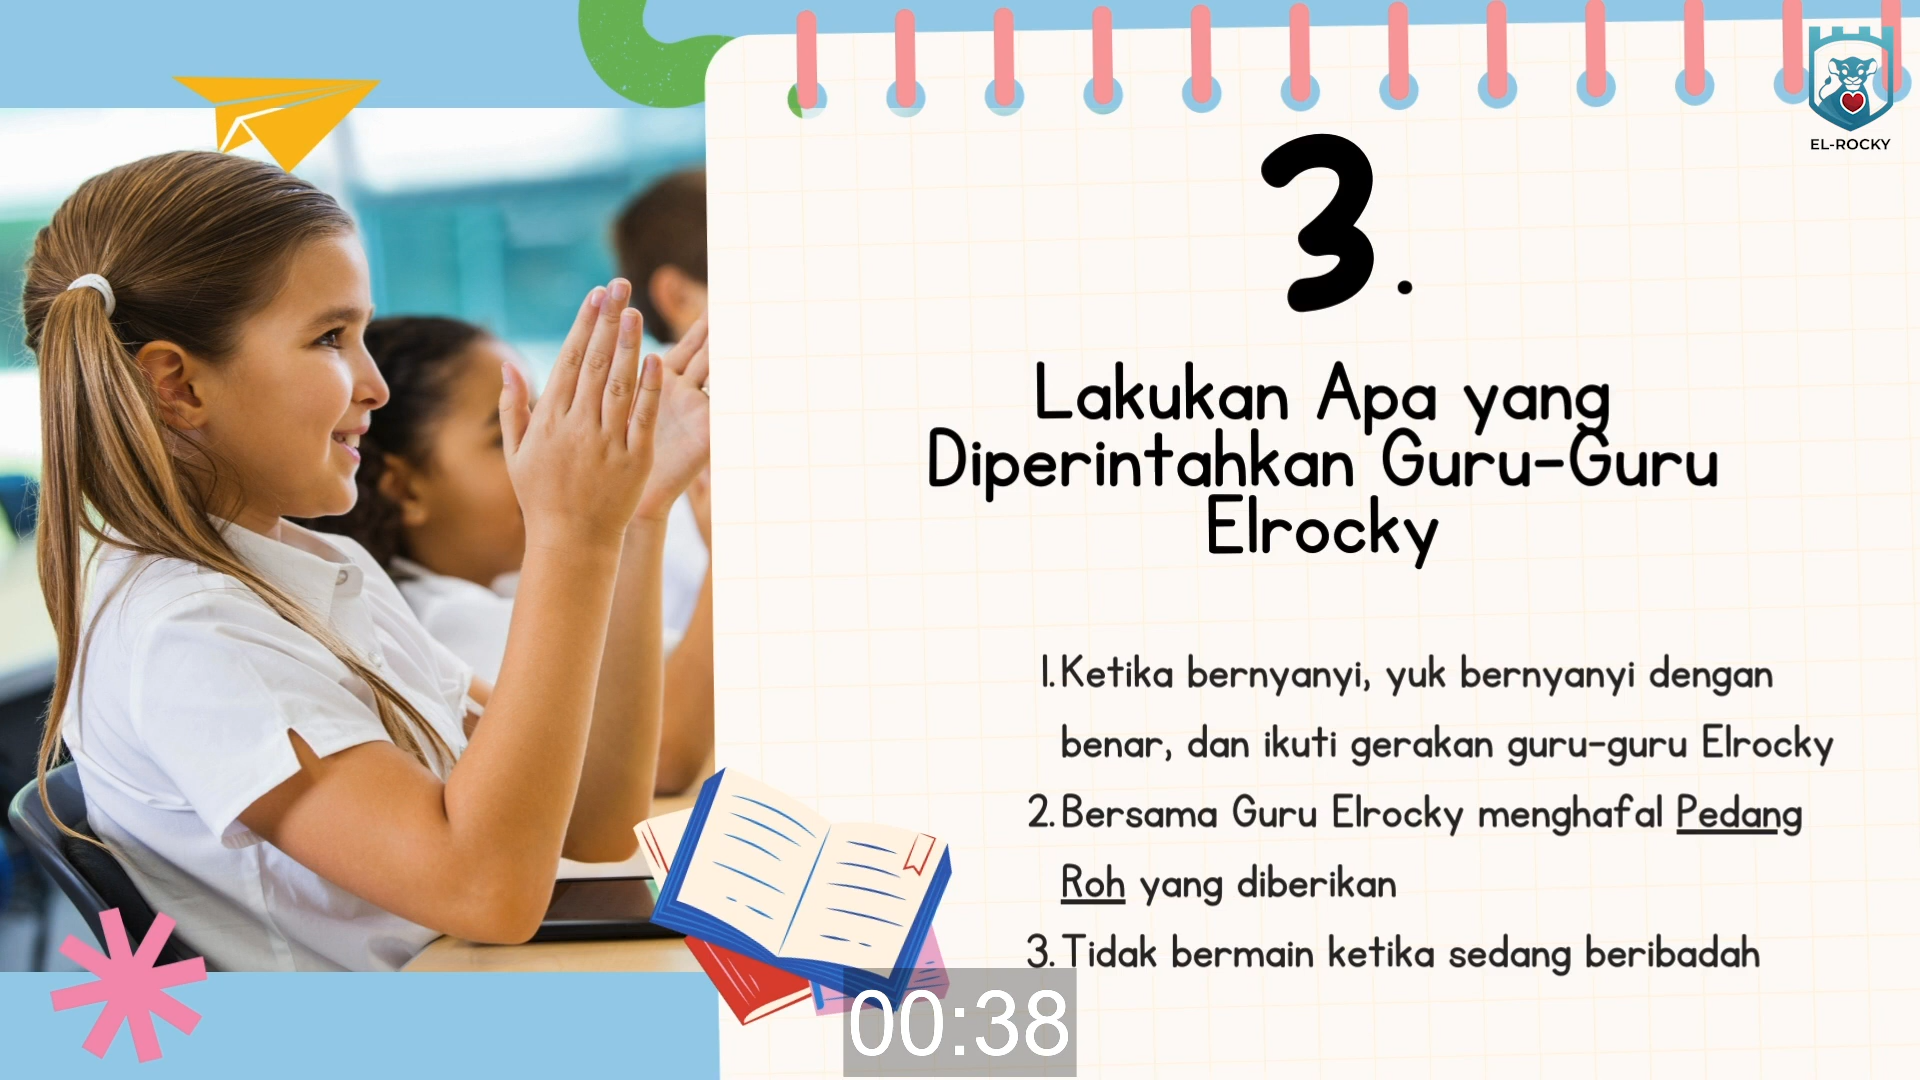 EL-ROCKY
3.
Lakukan Apa yang
Diperintahkan Guru-Guru
Elrocky
1. Ketika bernyanyi, yuk bernyanyi dengan
benar, dan ikuti gerakan guru-guru Elrocky
2. Bersama Guru Elrocky menghafal Pedang
Roh yang diberikan
3. Tidak bermain ketika sedang beribadah
00:38